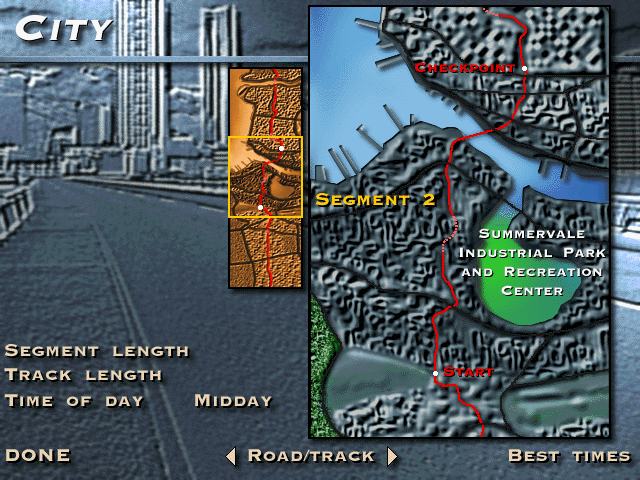 City
Checkpoint
Segment 2
Summervale
Industrial Park
and Recreation
Center
Start
Segment length
Track length
Time of day Midday
DONE
Road/track
Best times